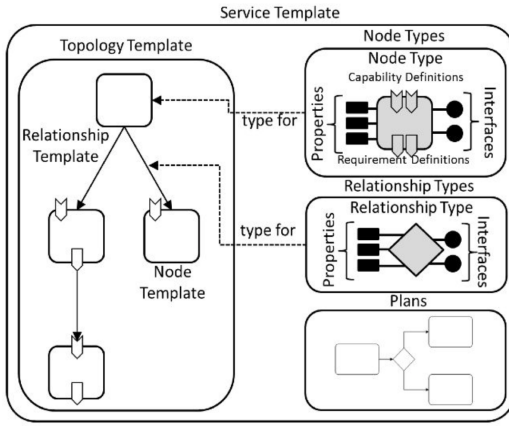 Service Template
Topology Template
Relationship
Template
Node
Template
type for
type for
Node Types
Node Type
Capability Definitions
Properties
Interfaces
Requirement Definitions
Relationship Types
Relationship Type
Properties
Interfaces
Plans